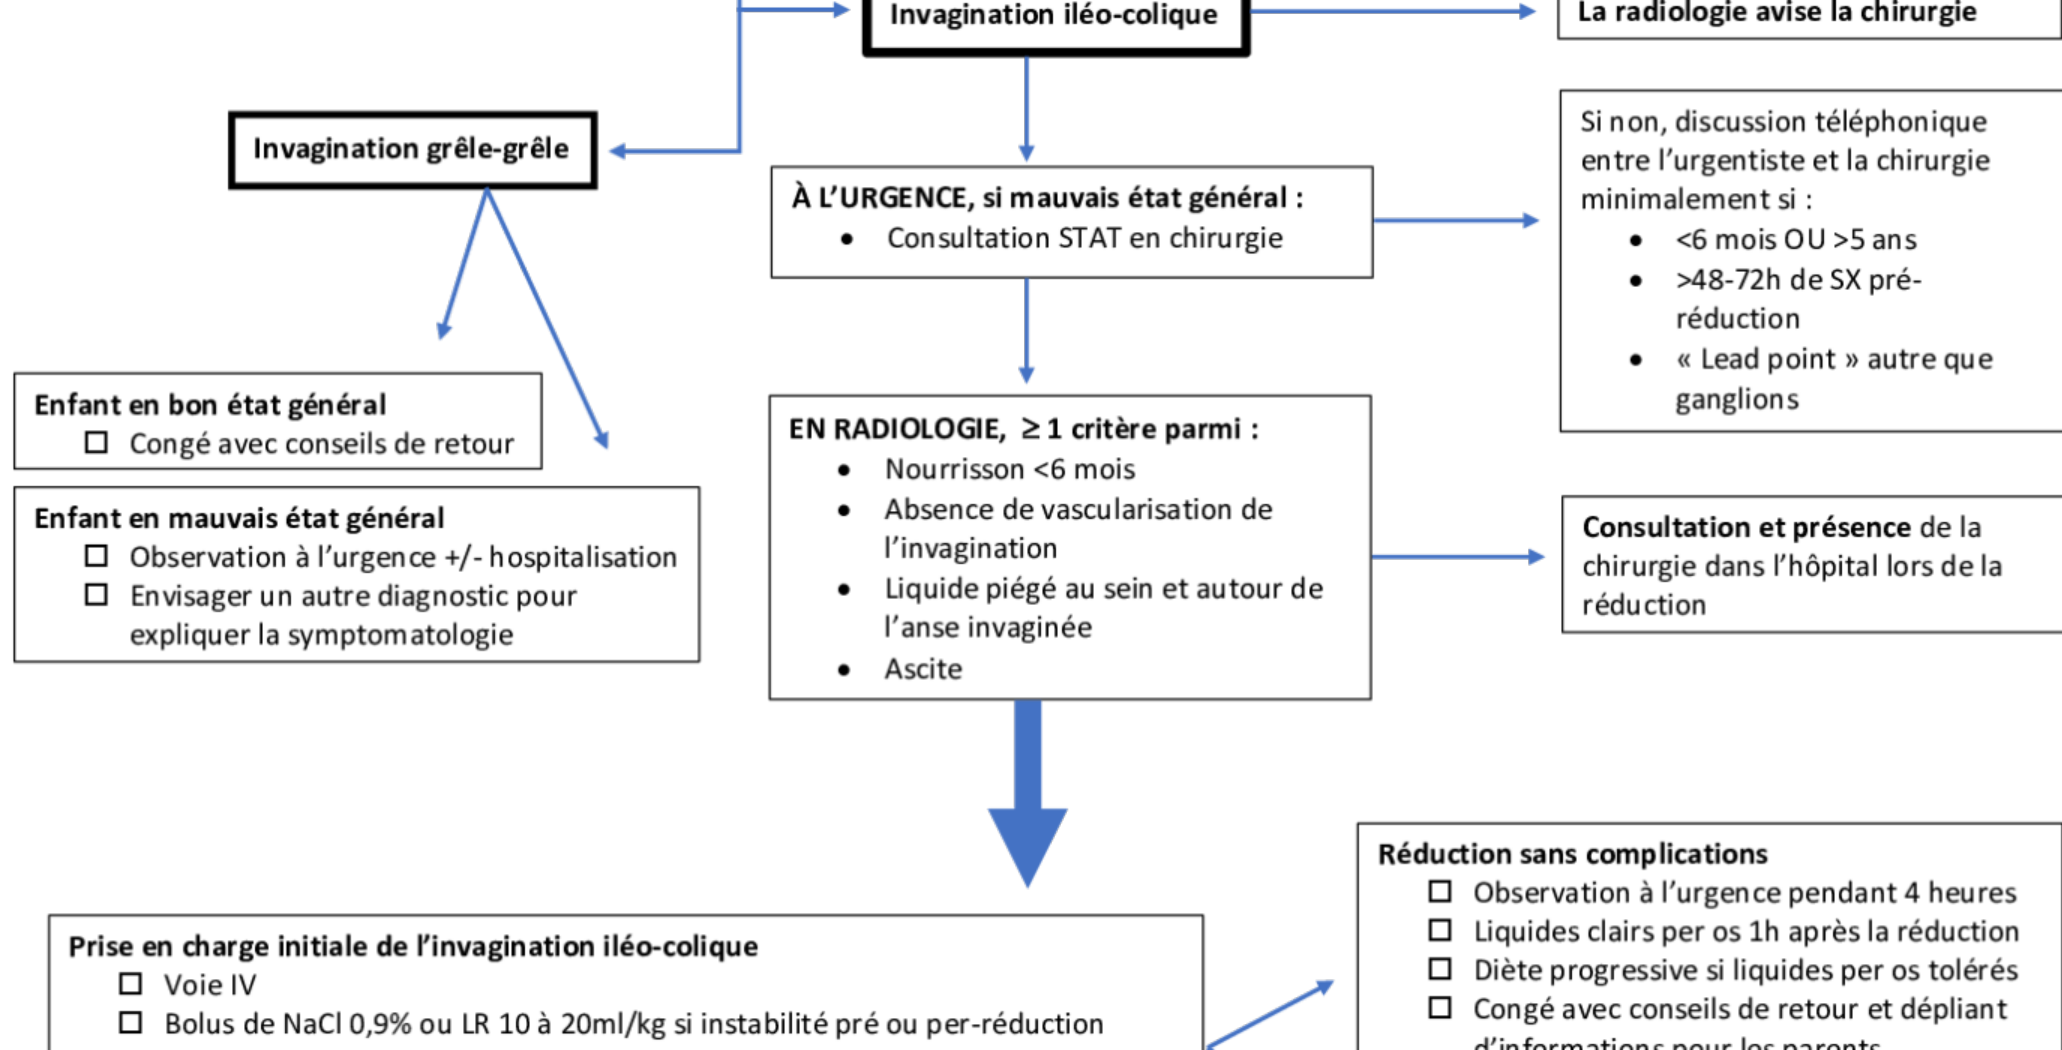 Invagination iléo-colique
La radiologie avise la chirurgie
Invagination grêle-grêle
À L’URGENCE, si mauvais état général :
• Consultation STAT en chirurgie
Si non, discussion téléphonique
entre l’urgentiste et la chirurgie
minimalement si :
• <6 mois OU >5 ans
• >48-72h de SX pré-
réduction
• « Lead point » autre que
ganglions
Enfant en bon état général
☐ Congé avec conseils de retour
Enfant en mauvais état général
☐ Observation à l’urgence +/- hospitalisation
☐ Envisager un autre diagnostic pour
expliquer la symptomatologie
EN RADIOLOGIE, ≥ 1 critère parmi :
• Nourrisson <6 mois
• Absence de vascularisation de
l’invagination
• Liquide piégé au sein et autour de
l’anse invaginée
• Ascite
Consultation et présence de la
chirurgie dans l’hôpital lors de la
réduction
Prise en charge initiale de l’invagination iléo-colique
☐ Voie IV
☐ Bolus de NaCl 0,9% ou LR 10 à 20ml/kg si instabilité pré ou per-réduction
Réduction sans complications
☐ Observation à l’urgence pendant 4 heures
☐ Liquides clairs per os 1h après la réduction
☐ Diète progressive si liquides per os tolérés
☐ Congé avec conseils de retour et dépliant
d’informations pour les parents